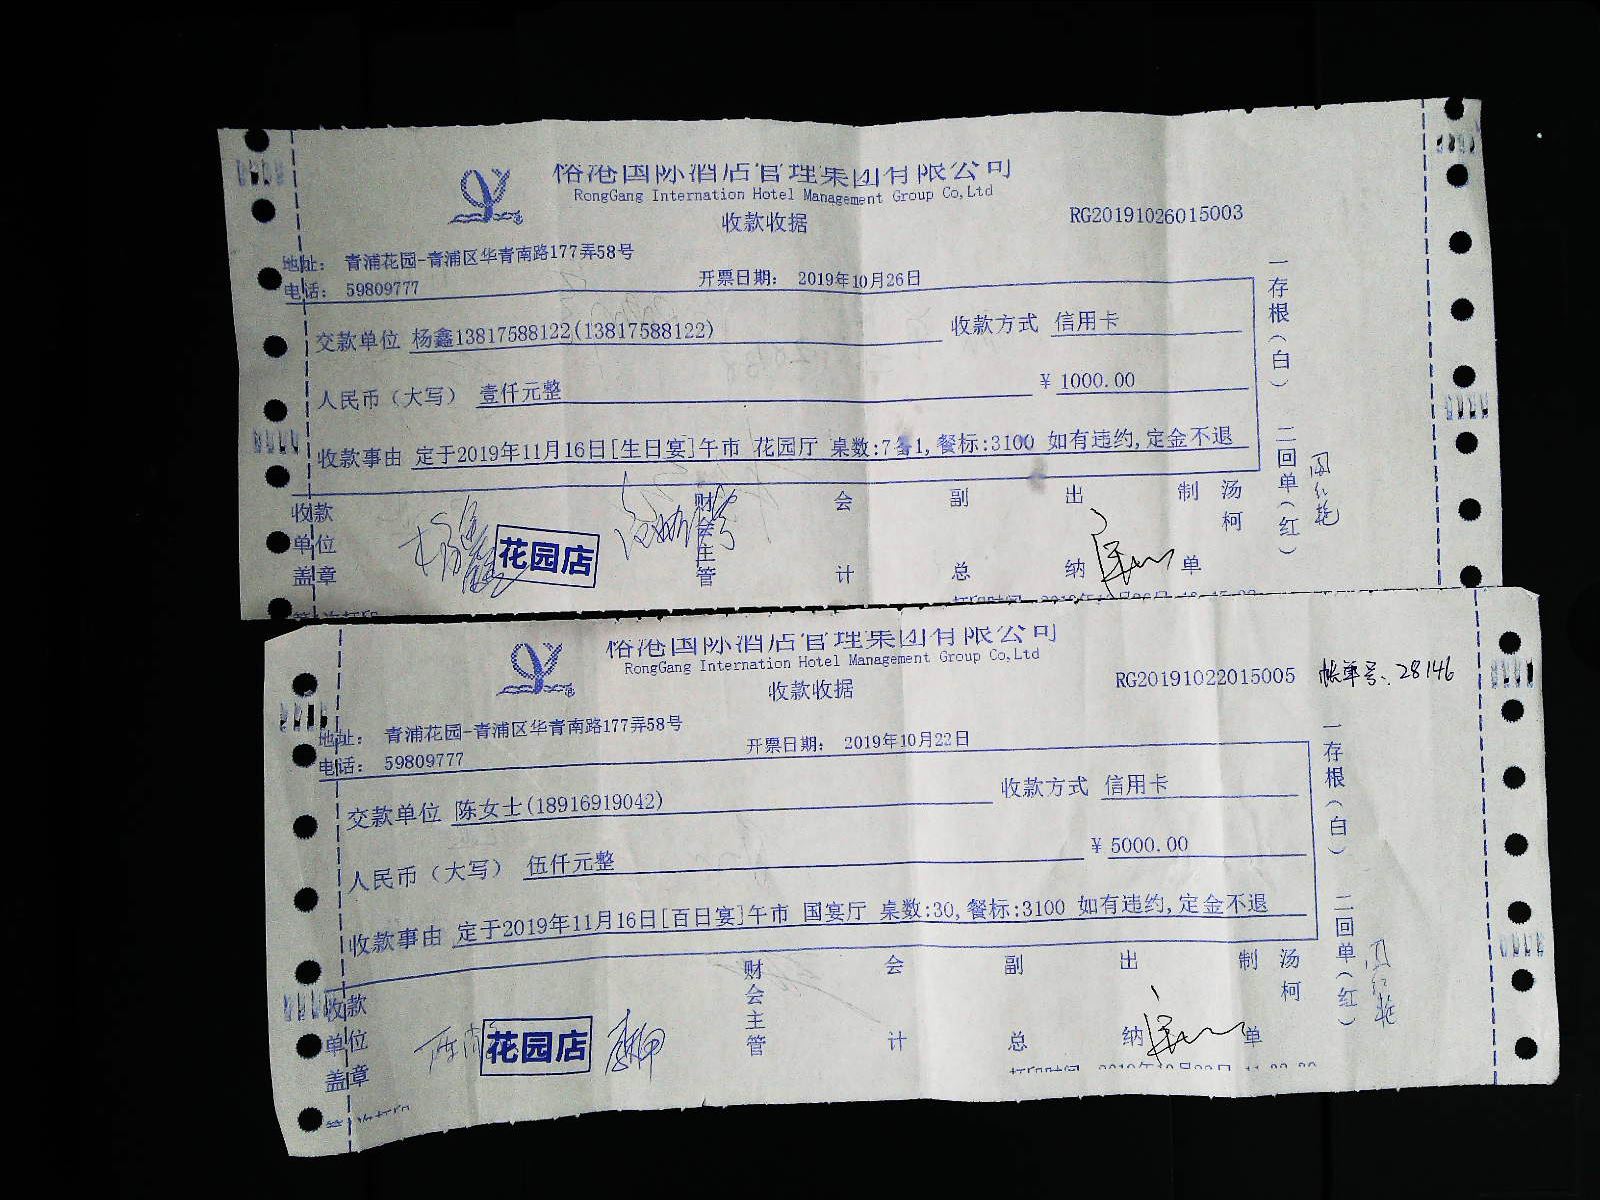 榕港国际酒店管理集团有限公司
RongGang Internation Hotel Management Group Co,Ltd
收款收据
RG20191026015003
地址： 青浦花园-青浦区华青南路177弄58号
电话： 59809777
开票日期： 2019年10月26日
交款单位 杨鑫13817588122(13817588122)
收款方式 信用卡
人民币（大写） 壹仟元整
¥ 1000.00
收款事由 定于2019年11月16日[生日宴]午市 花园厅 桌数:7备1,餐标:3100 如有违约,定金不退
收款单位盖章
杨鑫
花园店
财会主管
会计
副总
出纳
制单
汤柯
一存根（白） 二回单（红）
榕港国际酒店管理集团有限公司
RongGang Internation Hotel Management Group Co,Ltd
收款收据
RG20191022015005
帐单号：28146
地址： 青浦花园-青浦区华青南路177弄58号
电话： 59809777
开票日期： 2019年10月22日
交款单位 陈女士(18916919042)
收款方式 信用卡
人民币（大写） 伍仟元整
¥ 5000.00
收款事由 定于2019年11月16日[百日宴]午市 国宴厅 桌数:30,餐标:3100 如有违约,定金不退
收款单位盖章
花园店
财会主管
会计
副总
出纳
制单
汤柯
一存根（白） 二回单（红）